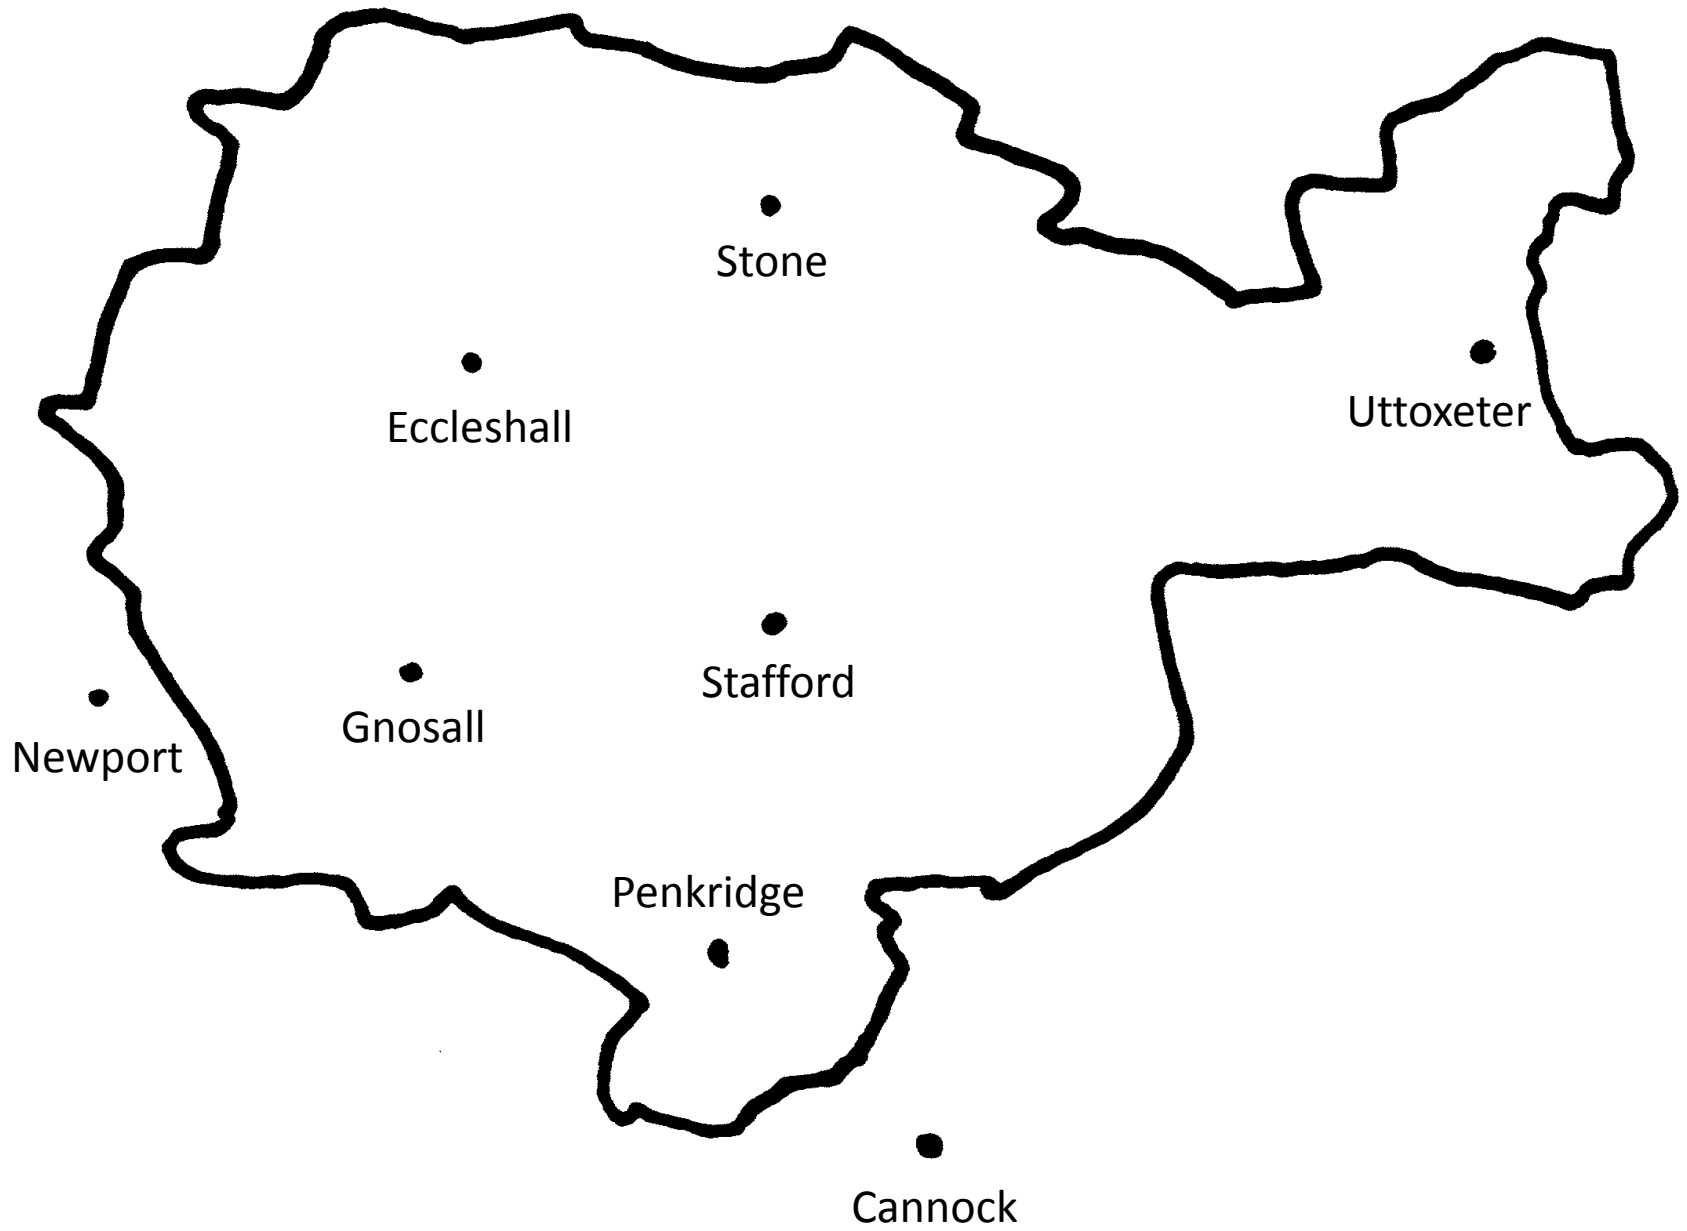 Stone
Eccleshall
Uttoxeter
Stafford
Gnosall
Newport
Penkridge
Cannock